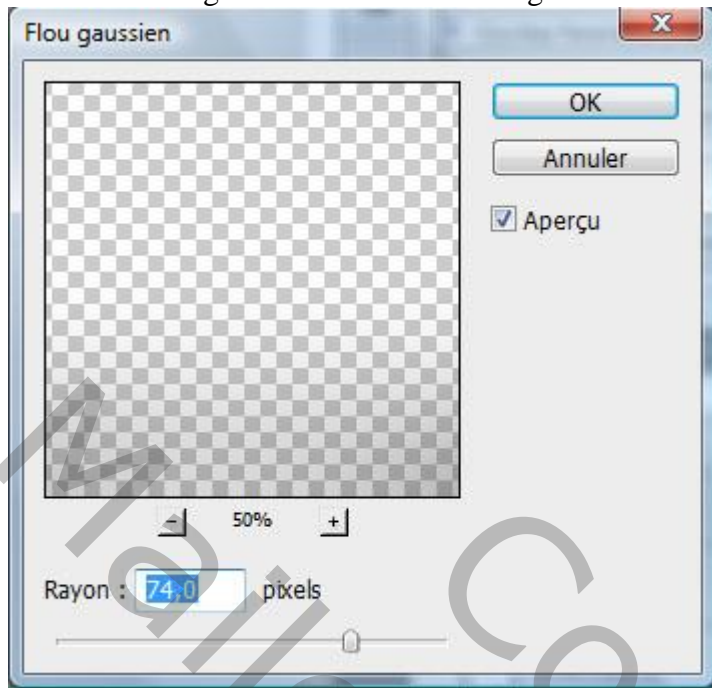 Flou gaussien
OK
Annuler
Aperçu
50%
Rayon : 74,0 pixels